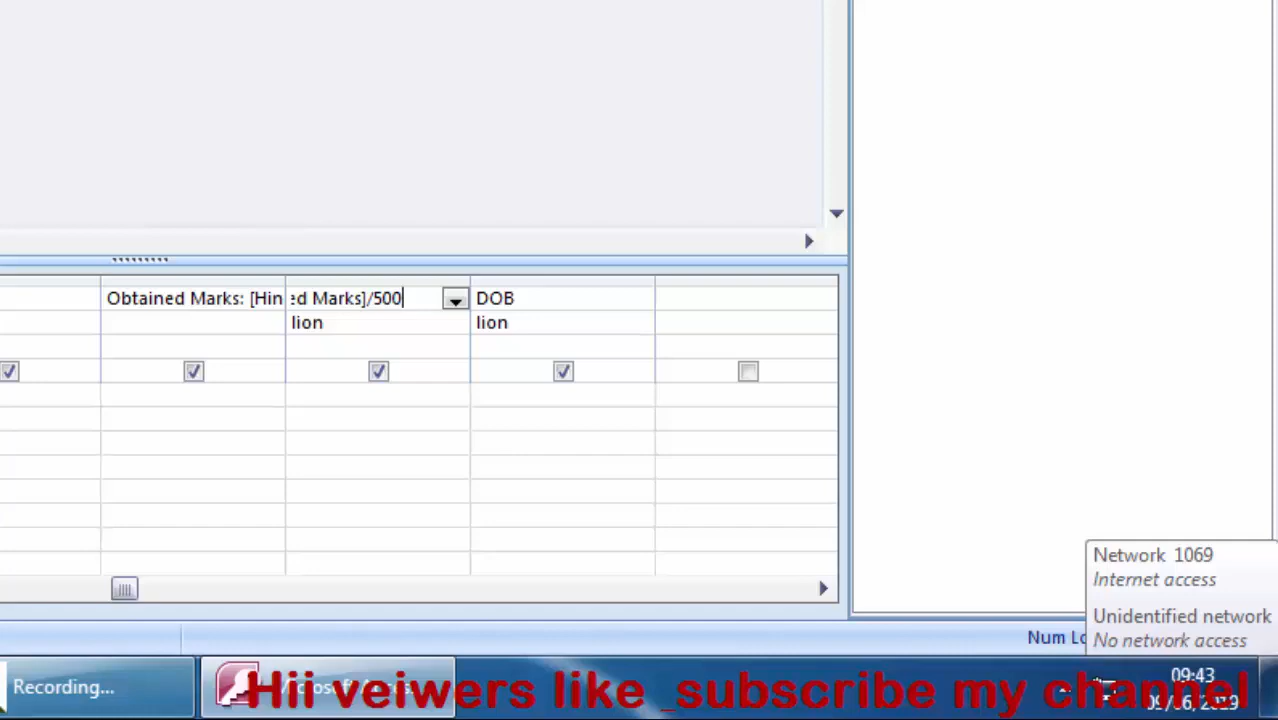 Obtained Marks: [Hin
ed Marks]/500
DOB
lion
lion
Network 1069
Internet access
Unidentified network
No network access
Num Lo
Recording...
Hii veiwers like _subscribe my channel
09:43